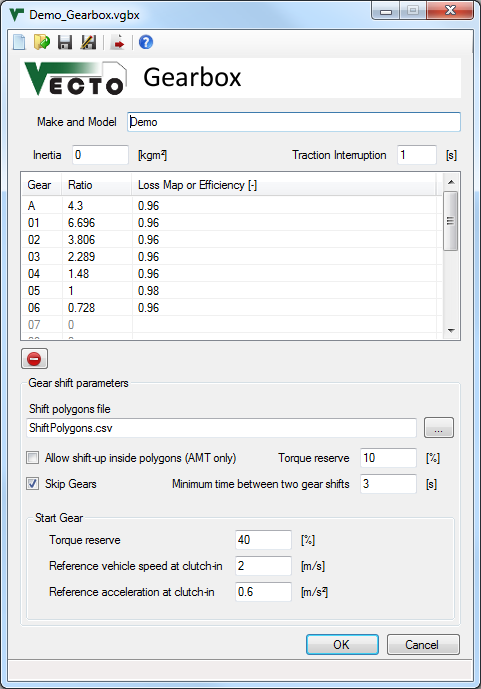 Demo_Gearbox.vgbx
VECTO Gearbox
Make and Model Demo
Inertia 0 [kgm²] Traction Interruption 1 [s]
Gear Ratio Loss Map or Efficiency [-]
A 4.3 0.96
01 6.696 0.96
02 3.806 0.96
03 2.289 0.96
04 1.48 0.96
05 1 0.98
06 0.728 0.96
07 0
Gear shift parameters
Shift polygons file
ShiftPolygons.csv ...
Allow shift-up inside polygons (AMT only) Torque reserve 10 [%]
Skip Gears Minimum time between two gear shifts 3 [s]
Start Gear
Torque reserve 40 [%]
Reference vehicle speed at clutch-in 2 [m/s]
Reference acceleration at clutch-in 0.6 [m/s²]
OK Cancel